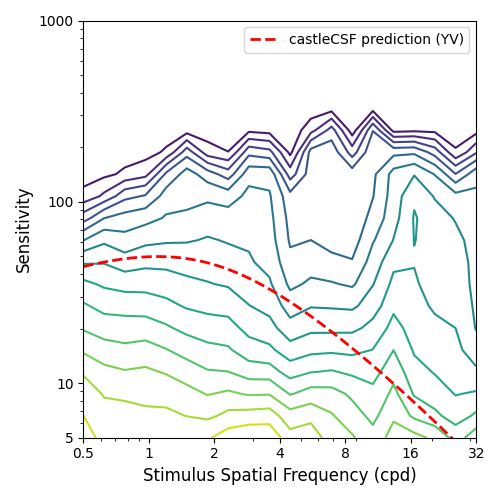 castleCSF prediction (YV)
1000
100
10
5
Sensitivity
0.5 1 2 4 8 16 32
Stimulus Spatial Frequency (cpd)